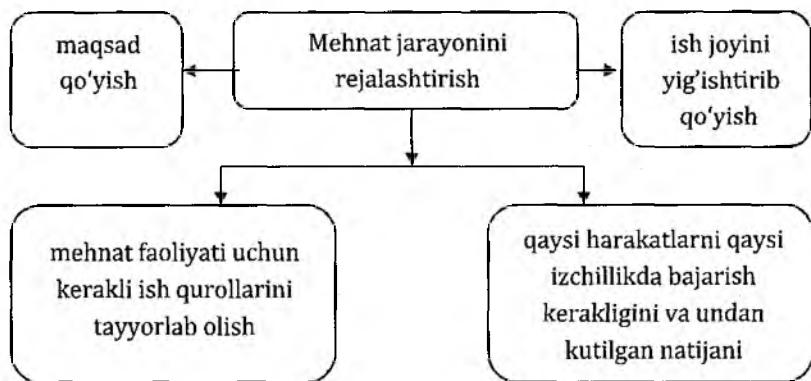 maqsad
qo‘yish
Mehnat jarayonini
rejalashtirish
ish joyini
yig‘ishtirib
qo‘yish
mehnat faoliyati uchun
kerakli ish qurollarini
tayyorlab olish
qaysi harakatlarni qaysi
izchillikda bajarish
kerakligini va undan
kutilgan natijani